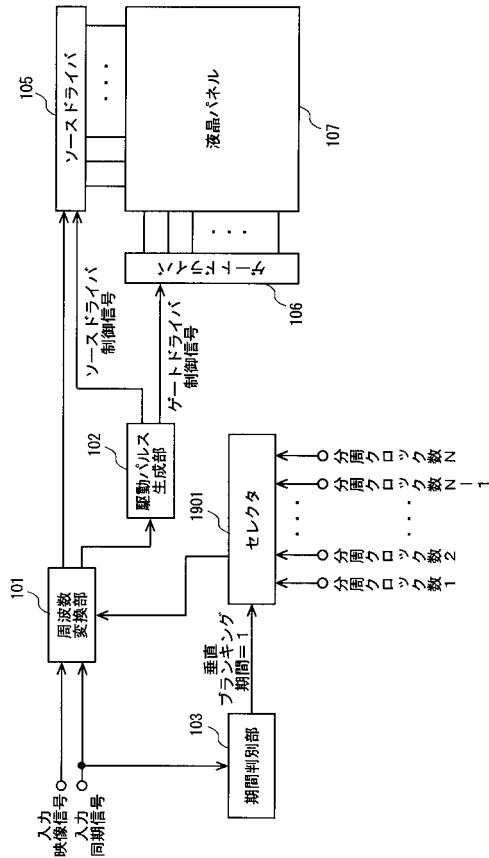 入力
映像信号
入力
同期信号
101
周波数
変換部
102
駆動パルス
生成部
103
期間判別部
垂直
ブランキング
期間=1
1901
セレクタ
分周クロック数1
分周クロック数2
・・・
分周クロック数N-1
分周クロック数N
ソースドライバ
制御信号
ゲートドライバ
制御信号
105
ソースドライバ
・・・
106
ゲートドライバ
・・・
液晶パネル
107